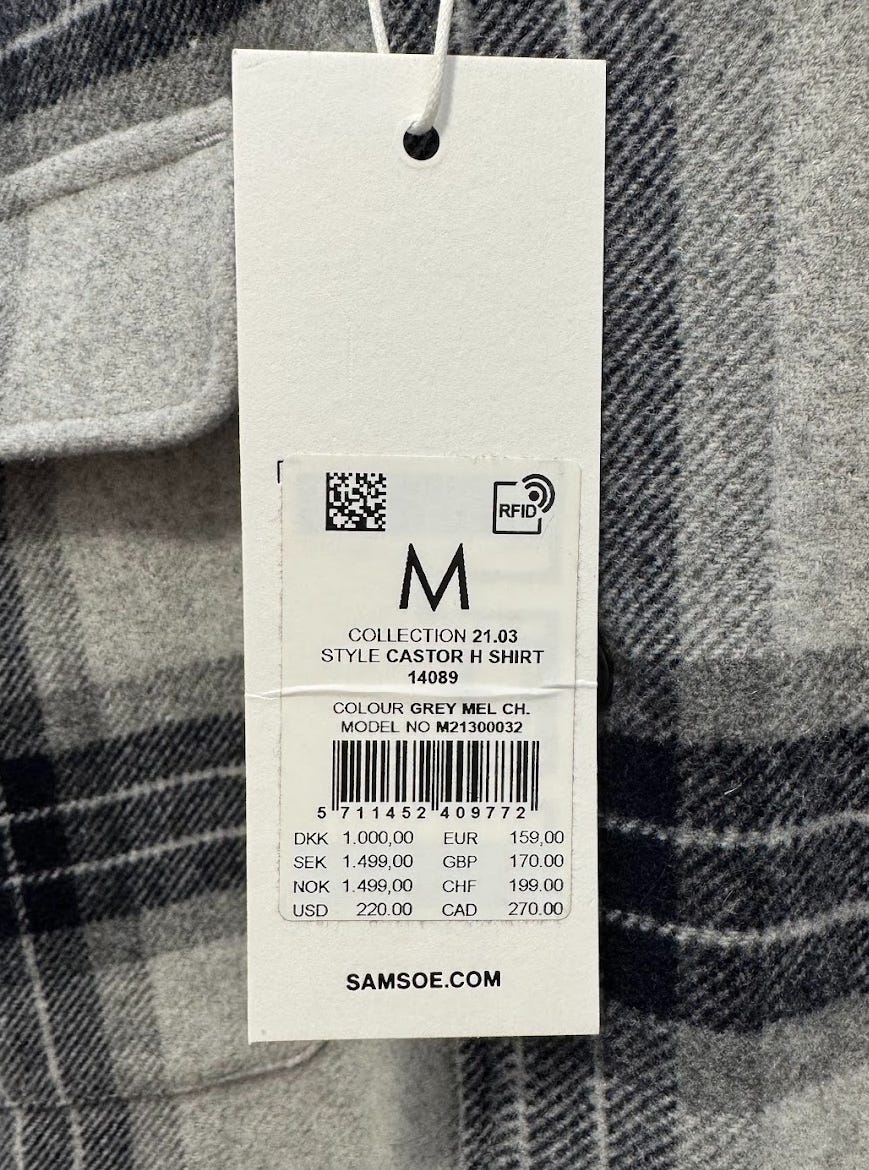 RFID
M
COLLECTION 21.03
STYLE CASTOR H SHIRT
14089
COLOUR GREY MEL CH.
MODEL NO M21300032
5 711452 409772
DKK 1.000,00 EUR 159,00
SEK 1.499,00 GBP 170.00
NOK 1.499,00 CHF 199.00
USD 220.00 CAD 270.00
SAMSOE.COM